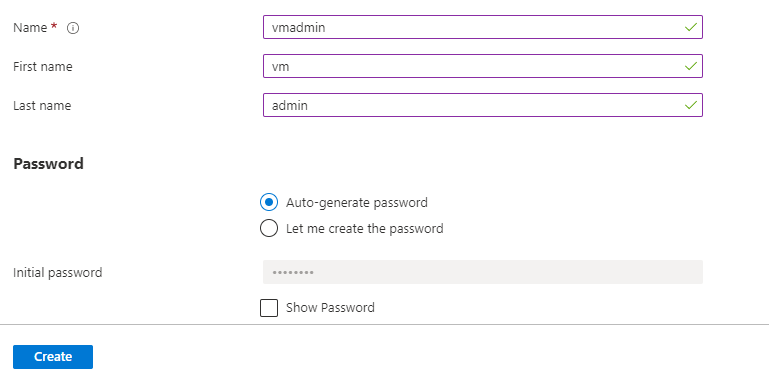 Name * ⓘ vmadmin
First name vm
Last name admin
Password
Auto-generate password
Let me create the password
Initial password ••••••••
Show Password
Create